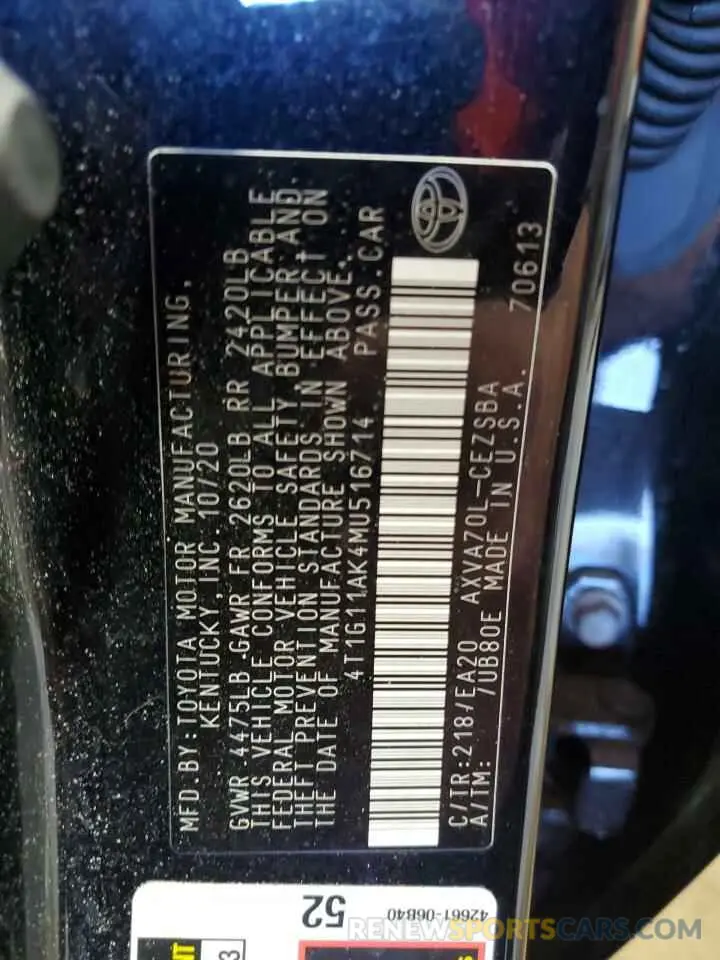 MFD.BY:TOYOTA MOTOR MANUFACTURING,
KENTUCKY,INC. 10/20
GVWR 4475LB GAWR FR 2620LB RR 2420LB
THIS VEHICLE CONFORMS TO ALL APPLICABLE
FEDERAL MOTOR VEHICLE SAFETY, BUMPER,AND
THEFT PREVENTION STANDARDS IN EFFECT ON
THE DATE OF MANUFACTURE SHOWN ABOVE.
4T1G11AK4MU516714 PASS.CAR
C/TR:218/EA20 AXVA70L-CEZSBA
A/TM: /UB80E MADE IN U.S.A. 70613
52
42661-06B40
RENEWSPORTSCARS.COM